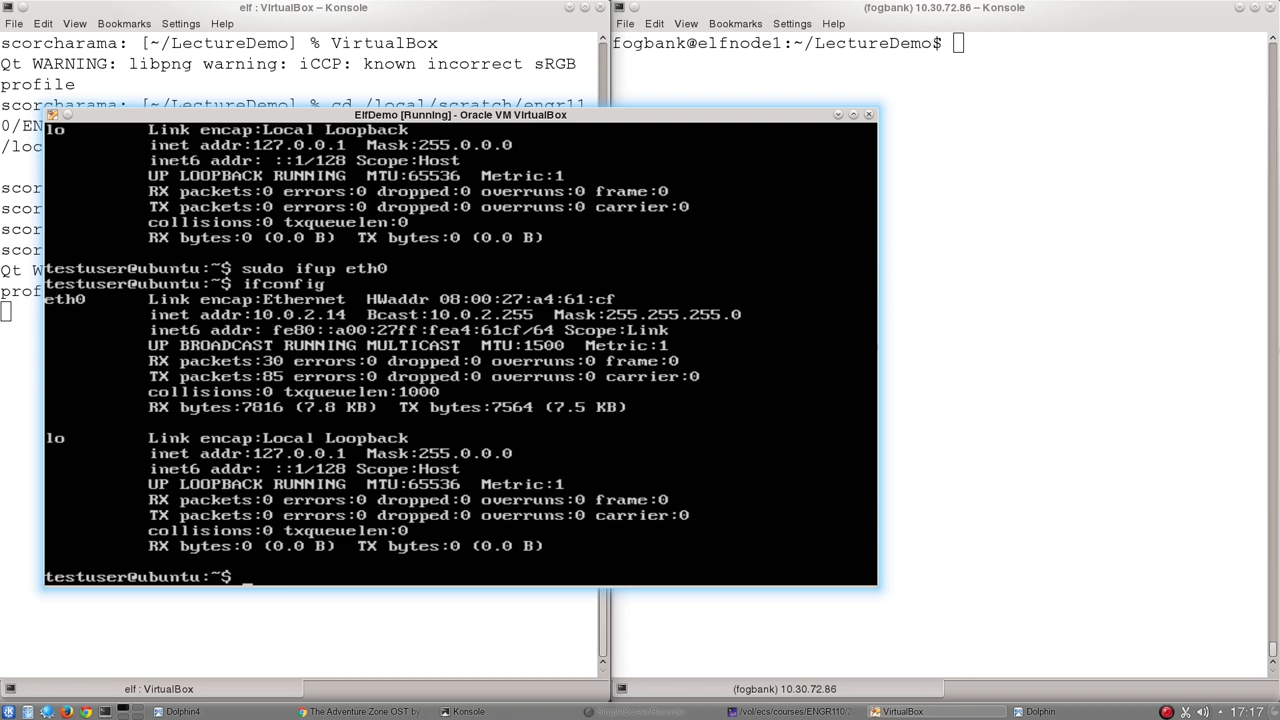 elf : VirtualBox – Konsole
File Edit View Bookmarks Settings Help
scorcharama: [~/LectureDemo] % VirtualBox
Qt WARNING: libpng warning: iCCP: known incorrect sRGB
profile
scorcharama: [~/LectureDemo] % cd /local/scratch/engr11
0/EN
/loc
scor
scor
scor
scor
Qt W
prof
elf : VirtualBox
(fogbank) 10.30.72.86 – Konsole
File Edit View Bookmarks Settings Help
fogbank@elfnode1:~/LectureDemo$
(fogbank) 10.30.72.86
ElfDemo [Running] - Oracle VM VirtualBox
lo Link encap:Local Loopback
inet addr:127.0.0.1 Mask:255.0.0.0
inet6 addr: ::1/128 Scope:Host
UP LOOPBACK RUNNING MTU:65536 Metric:1
RX packets:0 errors:0 dropped:0 overruns:0 frame:0
TX packets:0 errors:0 dropped:0 overruns:0 carrier:0
collisions:0 txqueuelen:0
RX bytes:0 (0.0 B) TX bytes:0 (0.0 B)
testuser@ubuntu:~$ sudo ifup eth0
testuser@ubuntu:~$ ifconfig
eth0 Link encap:Ethernet HWaddr 08:00:27:a4:61:cf
inet addr:10.0.2.14 Bcast:10.0.2.255 Mask:255.255.255.0
inet6 addr: fe80::a00:27ff:fea4:61cf/64 Scope:Link
UP BROADCAST RUNNING MULTICAST MTU:1500 Metric:1
RX packets:30 errors:0 dropped:0 overruns:0 frame:0
TX packets:85 errors:0 dropped:0 overruns:0 carrier:0
collisions:0 txqueuelen:1000
RX bytes:7816 (7.8 KB) TX bytes:7564 (7.5 KB)
lo Link encap:Local Loopback
inet addr:127.0.0.1 Mask:255.0.0.0
inet6 addr: ::1/128 Scope:Host
UP LOOPBACK RUNNING MTU:65536 Metric:1
RX packets:0 errors:0 dropped:0 overruns:0 frame:0
TX packets:0 errors:0 dropped:0 overruns:0 carrier:0
collisions:0 txqueuelen:0
RX bytes:0 (0.0 B) TX bytes:0 (0.0 B)
testuser@ubuntu:~$ _
Dolphin4 The Adventure Zone OST by Konsole SimpleScreenRecorder /vol/ecs/courses/ENGR110/2 VirtualBox Dolphin 17:17